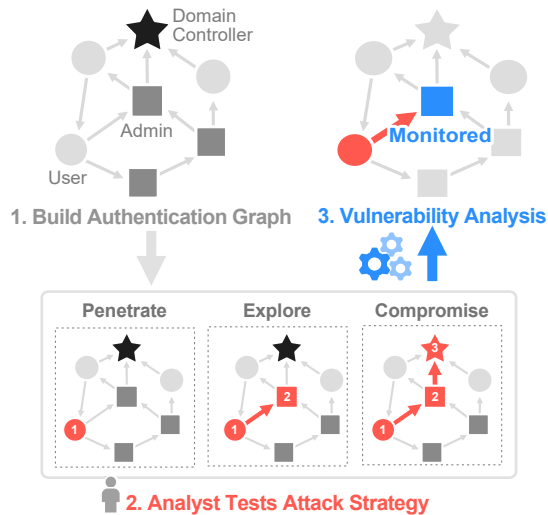 Domain
Controller
Admin
User
1. Build Authentication Graph
Monitored
3. Vulnerability Analysis
Penetrate
Explore
Compromise
1
1
2
1
2
3
2. Analyst Tests Attack Strategy